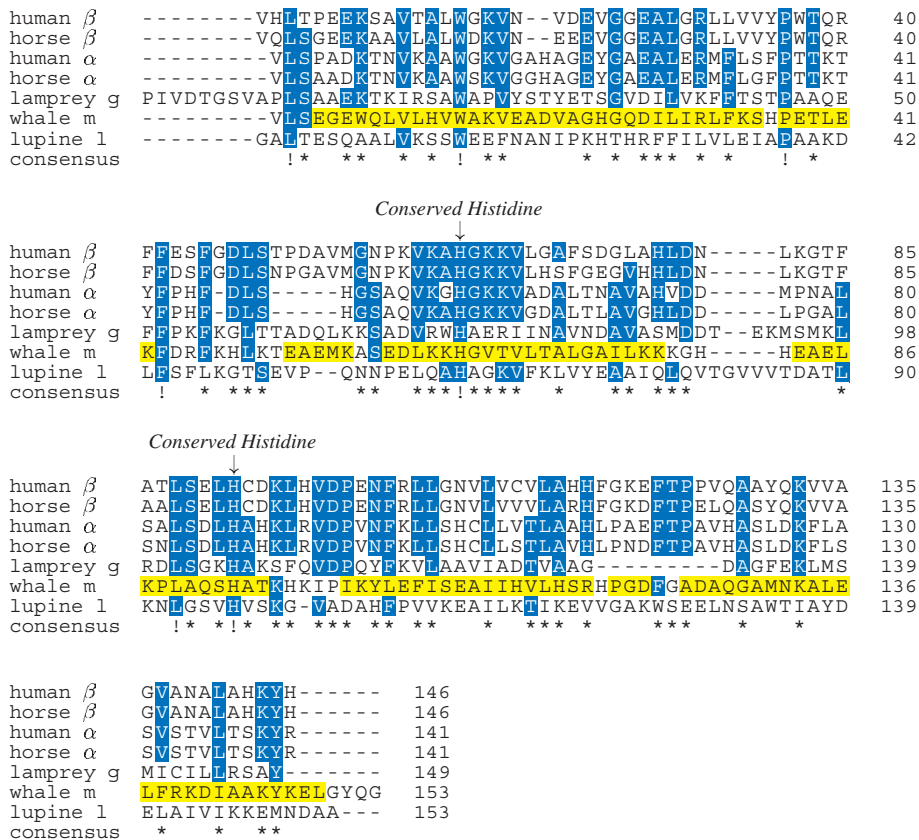 human β --------VHLTPEEKSAVTALWGKVN--VDEVGGEALGRLLVVYPWTQR 40
horse β --------VQLSGEEKAAVLALWDKVN--EEEVGGEALGRLLVVYPWTQR 40
human α --------VLSPADKTNVKAAWGKVGAHAGEYGAEALERMFLSFPTTKT 41
horse α --------VLSAADKTNVKAAWSKVGGHAGEYGAEALERMFLGFPTTKT 41
lamprey g PIVDTGSVAPLSAAEKTKIRSAWAPVYSTYETSGVDILVKFFTSTPAAQE 50
whale m --------VLSEGEWQLVLHVWAKVEADVAGHGQDILIRLFKSHPETLE 41
lupine l --------GALTESQAALVKSSWEEFNANIPKHTHRFFILVLEIAPAAKD 42
consensus !* ** * * ! ** * *** * * ! *
Conserved Histidine
↓
human β FFESFGDLSTPDAVMGNPKVKAHGKKVLGAFSDGLAHLDN-----LKGTF 85
horse β FFDSFGDLSNPGAVMGNPKVKAHGKKVLHSFGEGVHHLDN-----LKGTF 85
human α YFPHF-DLS-----HGSAQVKGHGKKVADALTNAVAHVDD-----MPNAL 80
horse α YFPHF-DLS-----HGSAQVKAHGKKVGDALTLAVGHLDD-----LPGAL 80
lamprey g FFPKFKGLTTADQLKKSADVRWHAERIINAVNDAVASMDDT--EKMSMKL 98
whale m KFDRFKHLKTEAEMKASEDLKKHGVTVLTALGAILKKKGH-----HEAEL 86
lupine l LFSFLKGTSEVP--QNNPELQAHAGKVFKLVYEAAIQLQVTGVVVTDATL 90
consensus ! * *** ** ** *! *** ** *** *
Conserved Histidine
↓
human β ATLSELHCDKLHVDPENFRLLGNVLVCVLAHHFGKEFTPPVQAAYQKVVA 135
horse β AALSELHCDKLHVDPENFRLLGNVLVVVLARHFGKDFTPELQASYQKVVA 135
human α SALSDLHAHKLRVDPVNFKLLSHCLLVTLAAHLPAEFTPAVHASLDKFLA 130
horse α SNLSDLHAHKLRVDPVNFKLLSHCLLSTLAVHLPNDFTPAVHASLDKFLS 130
lamprey g RDLSGKHAKSFQVDPQYFKVLAAVIADTVAAG---------DAGFEKLMS 139
whale m KPLAQSHATKHKIPIKYLEFISEAIIHVLHSRHPGDFGADAQGAMNKALE 136
lupine l KNLGSVHVSKG-VADAHFPVVKEAILKTIKEVVGAKWSEELNSAWTIAYD 139
consensus !* *!* ** *** ** * *** *** * *
human β GVANALAHKYH------ 146
horse β GVANALAHKYH------ 146
human α SVSTVLTSKYR------ 141
horse α SVSTVLTSKYR------ 141
lamprey g MICILLRSAY------- 149
whale m LFRKDIAAKYKELGYQG 153
lupine l ELAIVIKKEMNDAA--- 153
consensus * * **